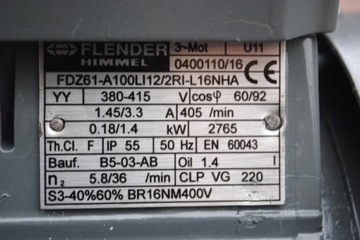 FLENDER 3~Mot U11
HIMMEL 0400110/16
FDZ61-A100LI12/2RI-L16NHA CE
YY 380-415 V cosφ 60/92
1.45/3.3 A 405 /min
0.18/1.4 kW 2765
Th.Cl. F IP 55 50 Hz EN 60043
Bauf. B5-03-AB Oil 1.4 l
n2 5.8/36 /min CLP VG 220
S3-40%60% BR16NM400V